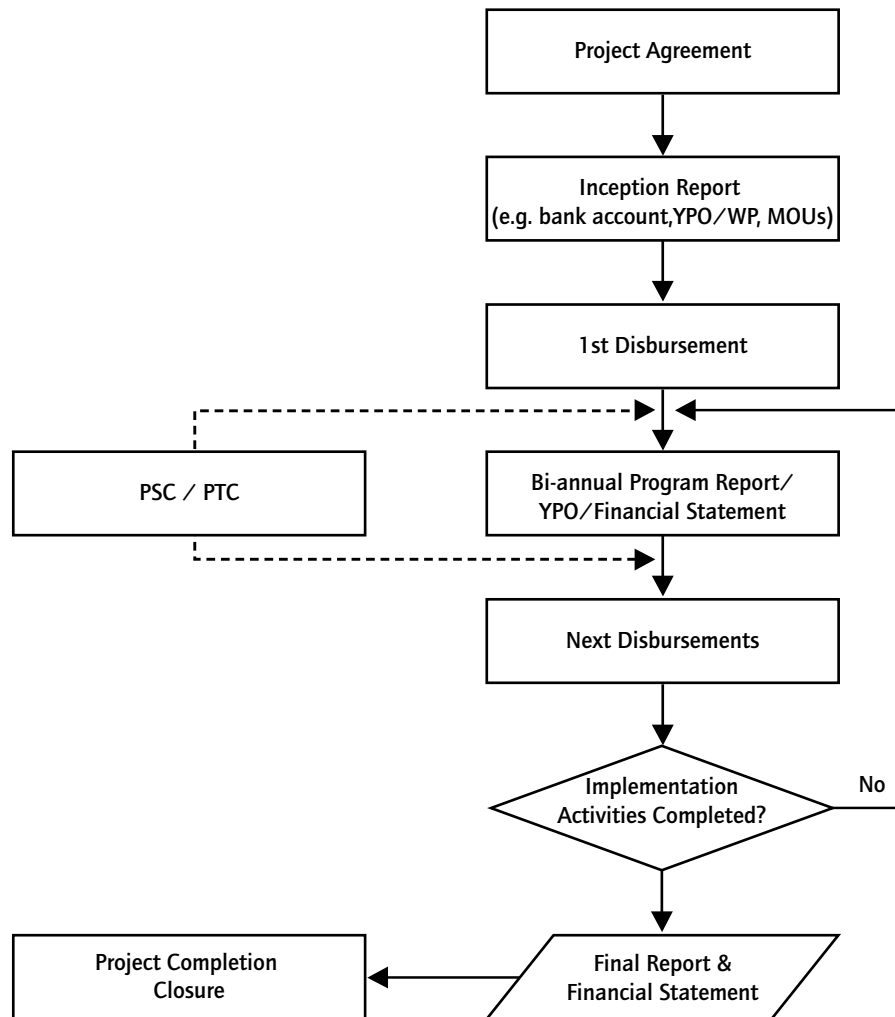 Project Agreement
Inception Report
(e.g. bank account,YPO/WP, MOUs)
1st Disbursement
PSC / PTC
Bi-annual Program Report/
YPO/Financial Statement
Next Disbursements
Implementation
Activities Completed?
No
Project Completion
Closure
Final Report &
Financial Statement